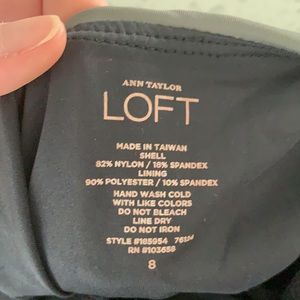 ANN TAYLOR
LOFT
MADE IN TAIWAN
SHELL
82% NYLON / 18% SPANDEX
LINING
90% POLYESTER / 10% SPANDEX
HAND WASH COLD
WITH LIKE COLORS
DO NOT BLEACH
LINE DRY
DO NOT IRON
STYLE #185954
RN #103658
8